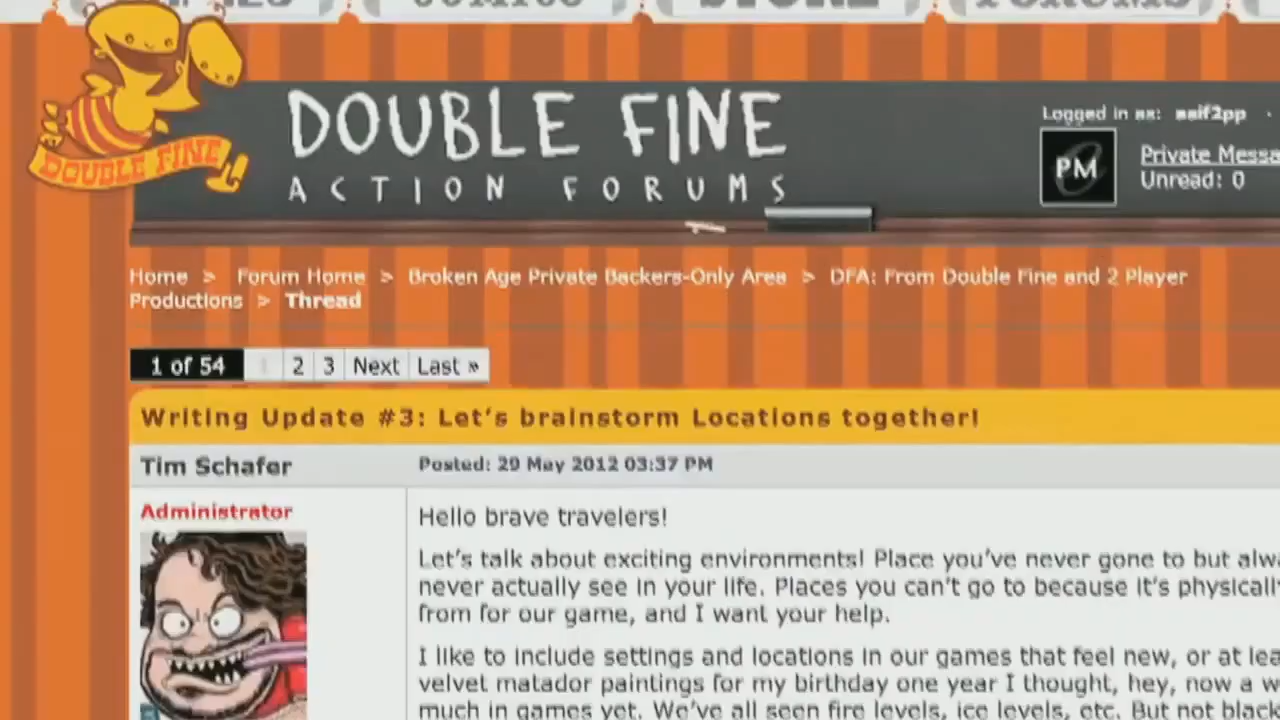 DOUBLE FINE
DOUBLE FINE
ACTION FORUMS
Logged in as:
PM
Private Messa
Unread: 0
Home > Forum Home > Broken Age Private Backers-Only Area > DFA: From Double Fine and 2 Player
Productions > Thread
1 of 54 1 2 3 Next Last »
Writing Update #3: Let's brainstorm Locations together!
Tim Schafer
Posted: 29 May 2012 03:37 PM
Administrator
Hello brave travelers!
Let's talk about exciting environments! Place you've never gone to but alwa
never actually see in your life. Places you can't go to because it's physicall
from for our game, and I want your help.
I like to include settings and locations in our games that feel new, or at lea
velvet matador paintings for my birthday one year I thought, hey, now a w
much in games yet. We've all seen fire levels, ice levels, etc. But not black